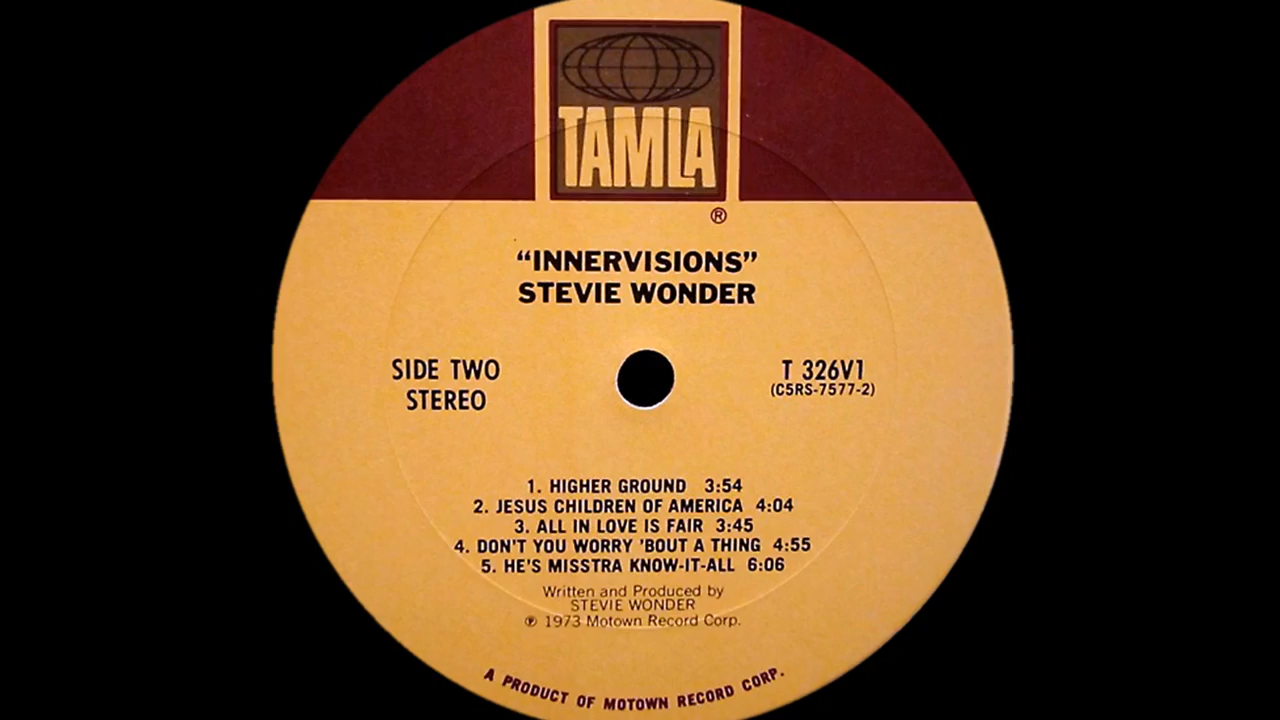 TAMLA
®
“INNERVISIONS”
STEVIE WONDER
SIDE TWO
STEREO
T 326V1
(C5RS-7577-2)
1. HIGHER GROUND 3:54
2. JESUS CHILDREN OF AMERICA 4:04
3. ALL IN LOVE IS FAIR 3:45
4. DON'T YOU WORRY 'BOUT A THING 4:55
5. HE'S MISSTRA KNOW-IT-ALL 6:06
Written and Produced by
STEVIE WONDER
℗ 1973 Motown Record Corp.
A PRODUCT OF MOTOWN RECORD CORP.